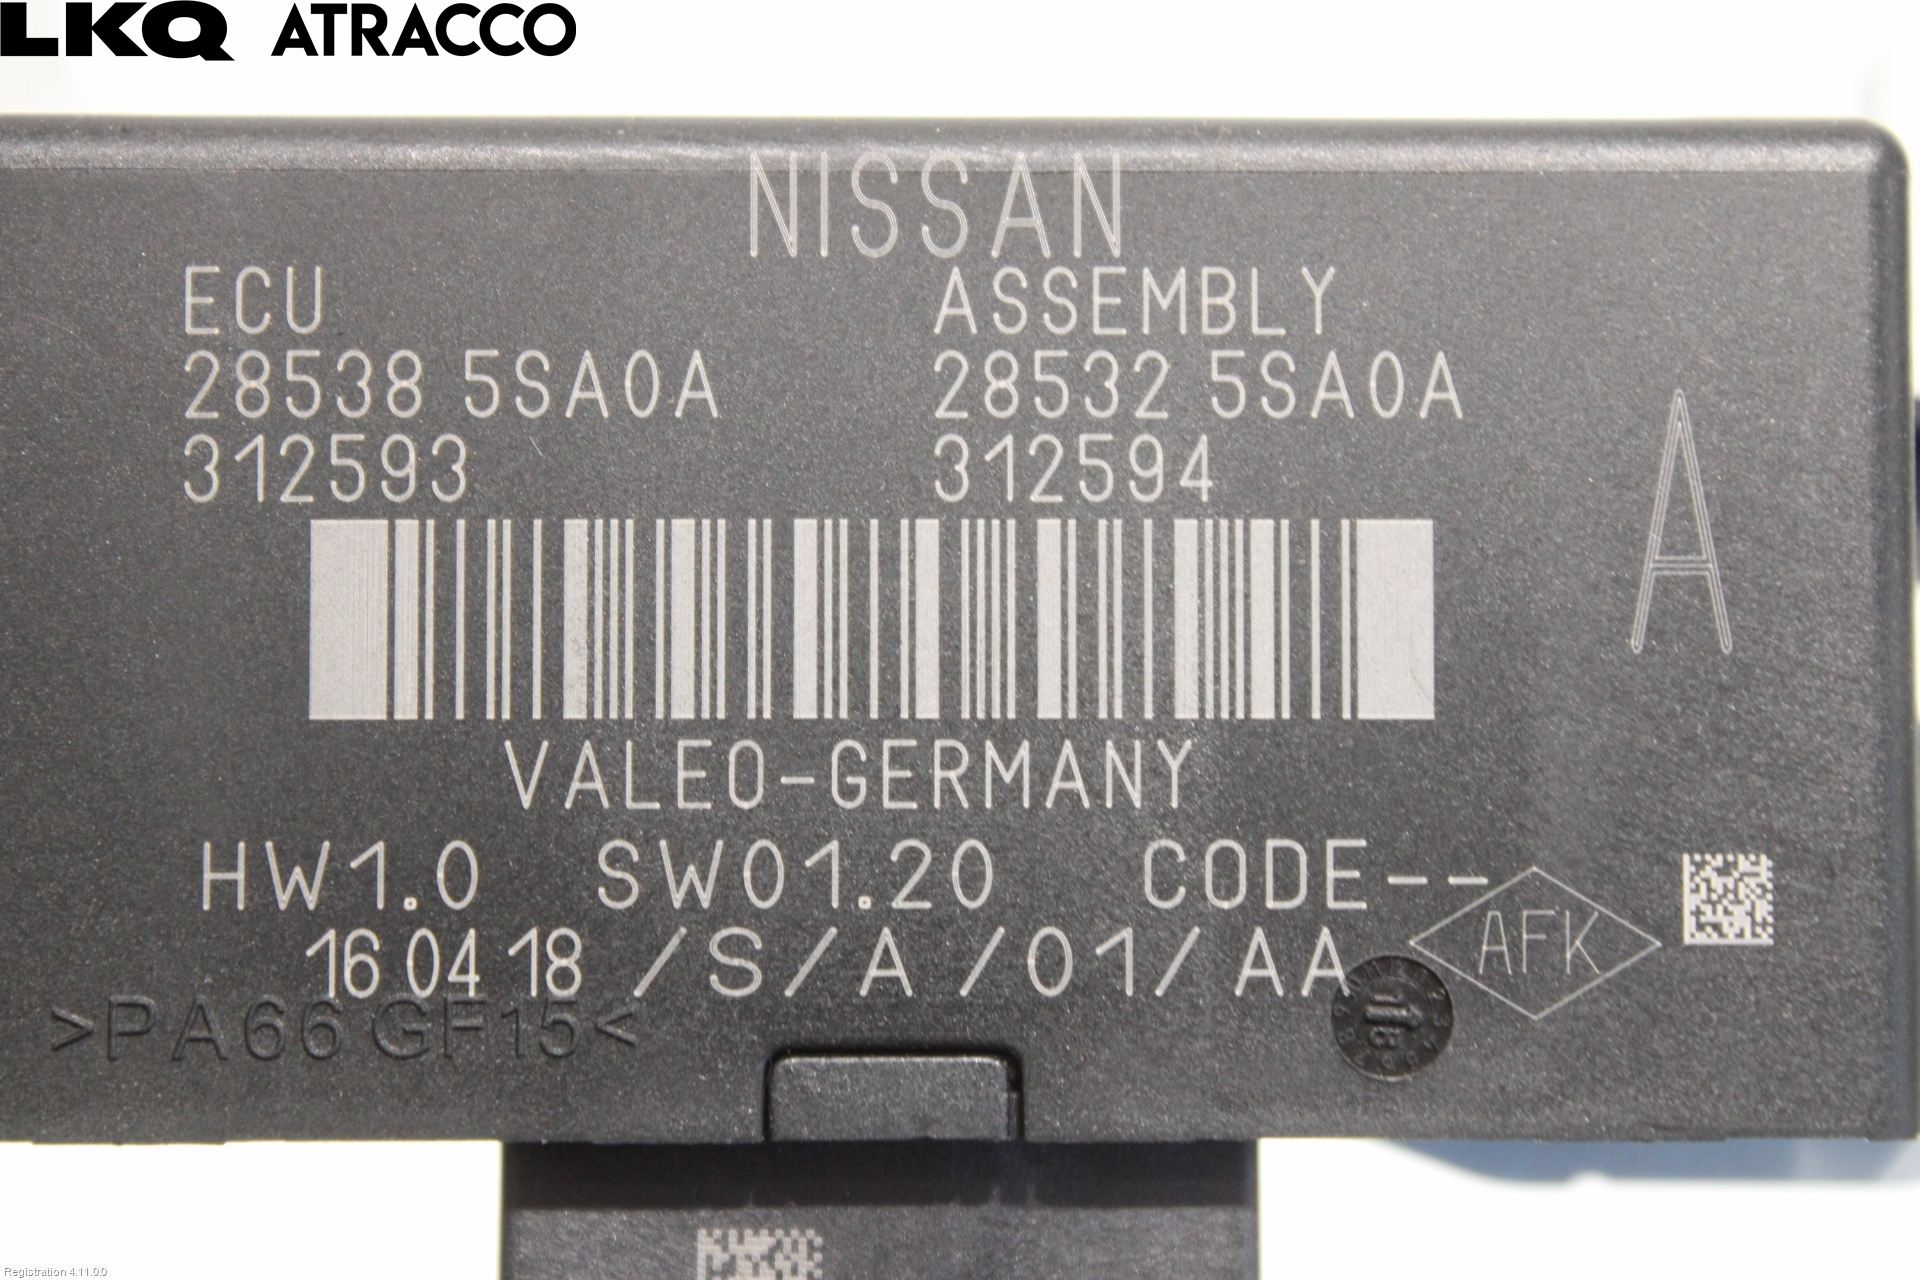 LKQ ATRACCO
NISSAN
ECU ASSEMBLY
28538 5SA0A 28532 5SA0A
312593 312594
A
VALEO-GERMANY
HW1.0 SW01.20 CODE--
AFK
16 04 18 /S/A /01/AA
>PA66 GF15<
Registration 4.11.0.0